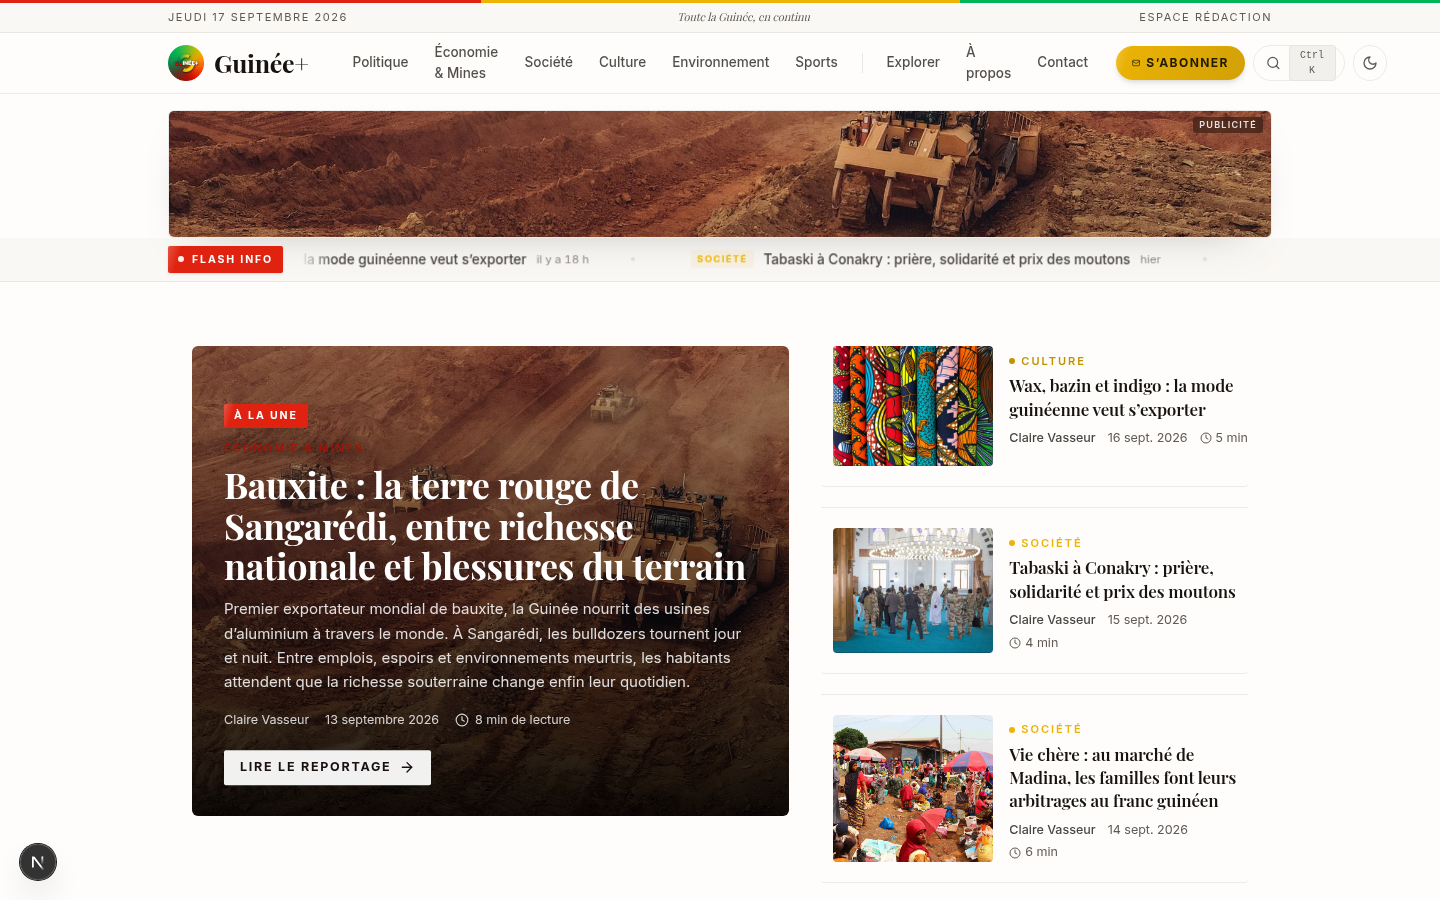 JEUDI 17 SEPTEMBRE 2026
Toute la Guinée, en continu
ESPACE RÉDACTION
Guinée+
Politique
Économie
& Mines
Société
Culture
Environnement
Sports
Explorer
À
propos
Contact
S'ABONNER
Ctrl
K
PUBLICITÉ
FLASH INFO
la mode guinéenne veut s'exporter il y a 18 h
SOCIÉTÉ Tabaski à Conakry : prière, solidarité et prix des moutons hier
À LA UNE
ÉCONOMIE & MINES
Bauxite : la terre rouge de
Sangarédi, entre richesse
nationale et blessures du terrain
Premier exportateur mondial de bauxite, la Guinée nourrit des usines
d'aluminium à travers le monde. À Sangarédi, les bulldozers tournent jour
et nuit. Entre emplois, espoirs et environnements meurtris, les habitants
attendent que la richesse souterraine change enfin leur quotidien.
Claire Vasseur 13 septembre 2026 8 min de lecture
LIRE LE REPORTAGE
CULTURE
Wax, bazin et indigo : la mode
guinéenne veut s'exporter
Claire Vasseur 16 sept. 2026 5 min
SOCIÉTÉ
Tabaski à Conakry : prière,
solidarité et prix des moutons
Claire Vasseur 15 sept. 2026
4 min
SOCIÉTÉ
Vie chère : au marché de
Madina, les familles font leurs
arbitrages au franc guinéen
Claire Vasseur 14 sept. 2026
6 min